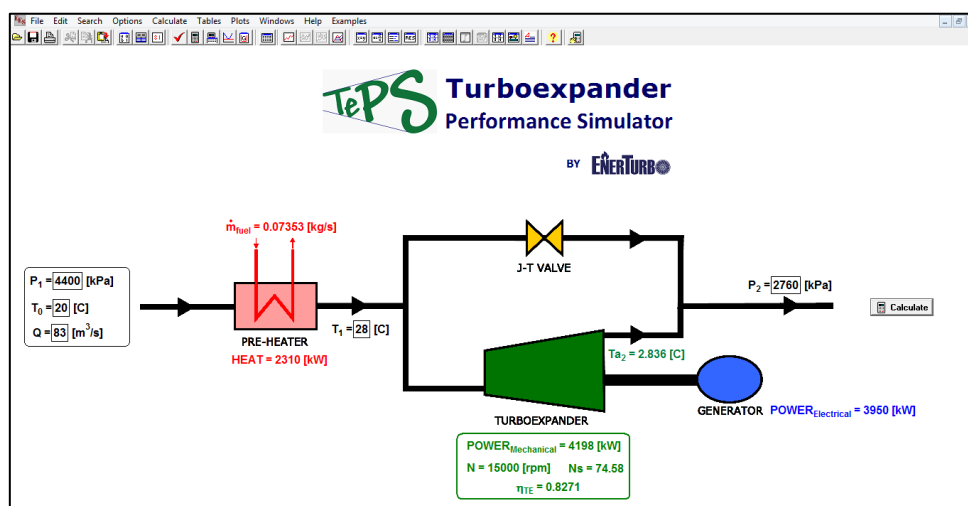 File Edit Search Options Calculate Tables Plots Windows Help Examples
TePS Turboexpander
Performance Simulator
BY ENERTURBO
ṁfuel = 0.07353 [kg/s]
J-T VALVE
P1 = 4400 [kPa]
T0 = 20 [C]
Q = 83 [m³/s]
T1 = 28 [C]
P2 = 2760 [kPa]
Calculate
PRE-HEATER
HEAT = 2310 [kW]
Ta2 = 2.836 [C]
TURBOEXPANDER
GENERATOR POWERElectrical = 3950 [kW]
POWERMechanical = 4198 [kW]
N = 15000 [rpm] Ns = 74.58
ηTE = 0.8271